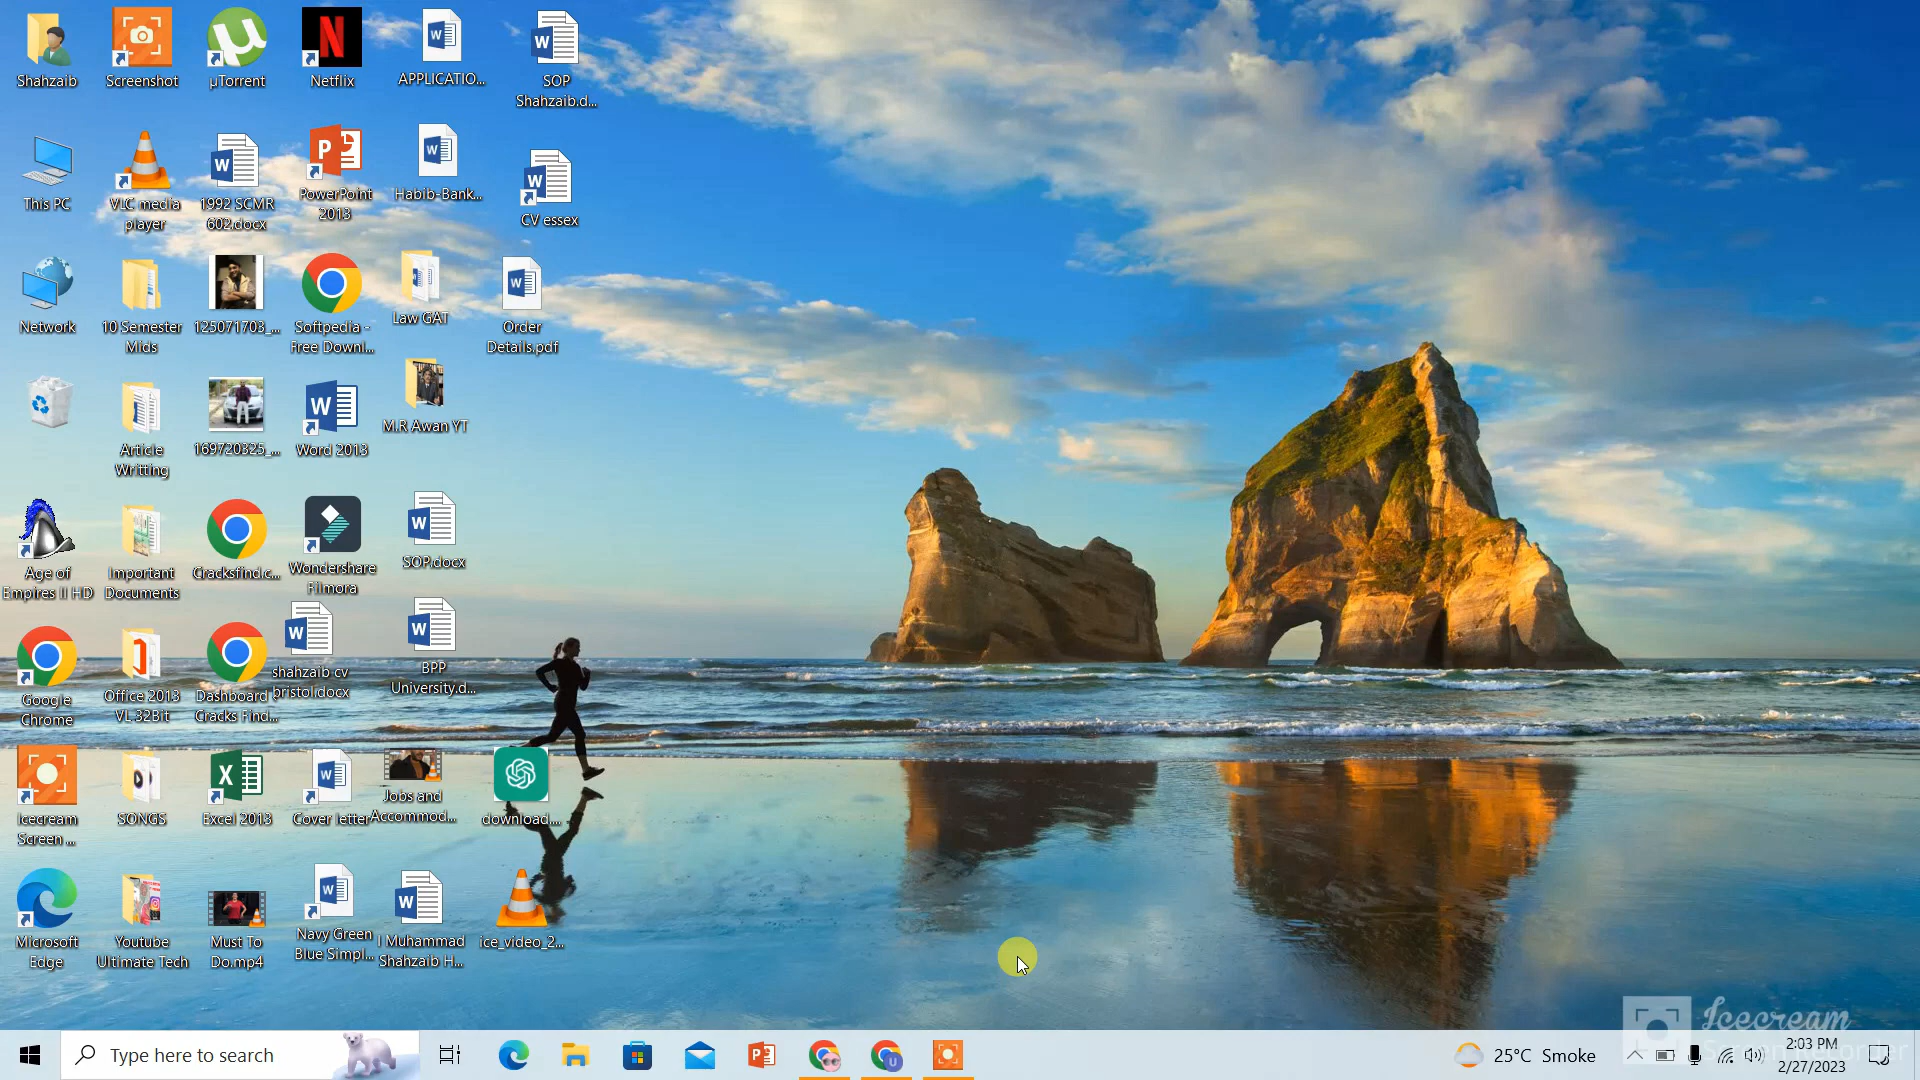 Shahzaib
Screenshot
µTorrent
Netflix
APPLICATIO...
SOP
Shahzaib.d...
This PC
VLC media
player
1992 SCMR
602.docx
PowerPoint
2013
Habib-Bank...
CV essex
Network
10 Semester
Mids
125071703_...
Softpedia -
Free Downl...
Law GAT
Order
Details.pdf
Article
Writting
169720325_...
Word 2013
M.R Awan YT
Age of
Empires II HD
Important
Documents
Cracksfind.c...
Wondershare
Filmora
SOP.docx
Google
Chrome
Office 2013
VL 32Bit
Dashboard
Cracks Find...
shahzaib cv
bristol.docx
BPP
University.d...
Icecream
Screen ...
SONGS
Excel 2013
Cover letter
Jobs and
Accommod...
download....
Microsoft
Edge
Youtube
Ultimate Tech
Must To
Do.mp4
Navy Green
Blue Simpl...
I Muhammad
Shahzaib H...
ice_video_2...
Icecream
Screen Recorder
Type here to search
25°C Smoke
2:03 PM
2/27/2023